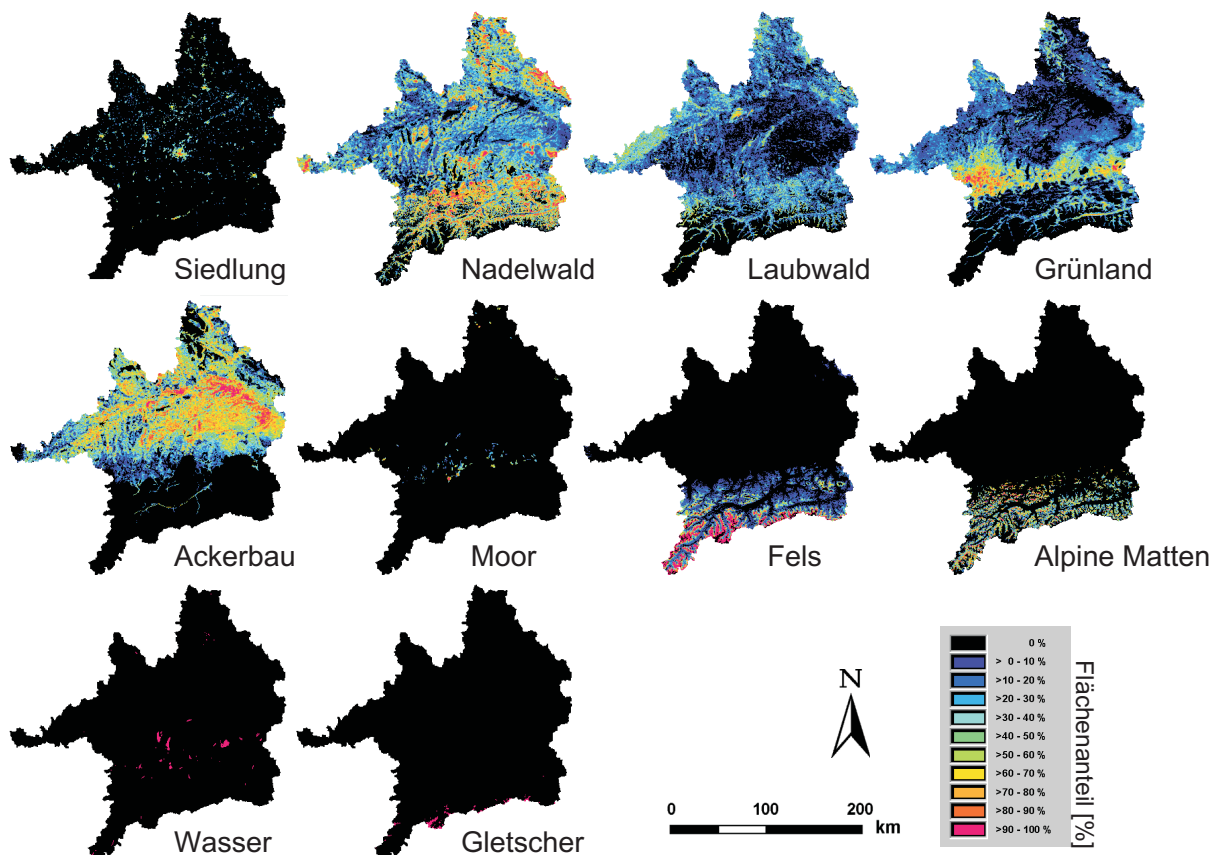 Siedlung
Nadelwald
Laubwald
Grünland
Ackerbau
Moor
Fels
Alpine Matten
Wasser
Gletscher
N
0 100 200
km
0 %
> 0 - 10 %
>10 - 20 %
>20 - 30 %
>30 - 40 %
>40 - 50 %
>50 - 60 %
>60 - 70 %
>70 - 80 %
>80 - 90 %
>90 - 100 %
Flächenanteil [%]